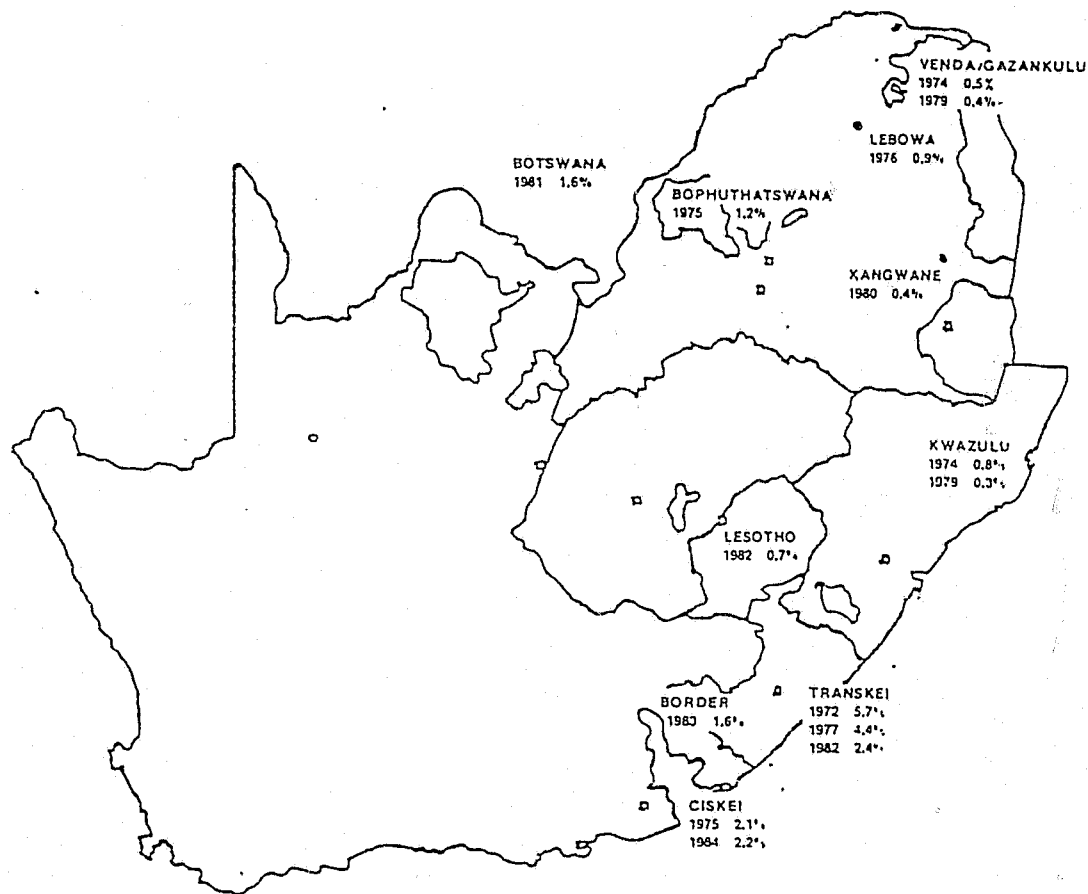 VENDA/GAZANKULU
1974 0,5%
1979 0,4%
LEBOWA
1976 0,9%
BOTSWANA
1981 1,6%
BOPHUTHATSWANA
1975 1,2%
KANGWANE
1980 0,4%
KWAZULU
1974 0,8%
1979 0,3%
LESOTHO
1982 0,7%
TRANSKEI
1972 5,7%
1977 4,4%
1982 2,4%
BORDER
1983 1,6%
CISKEI
1975 2,1%
1984 2,2%